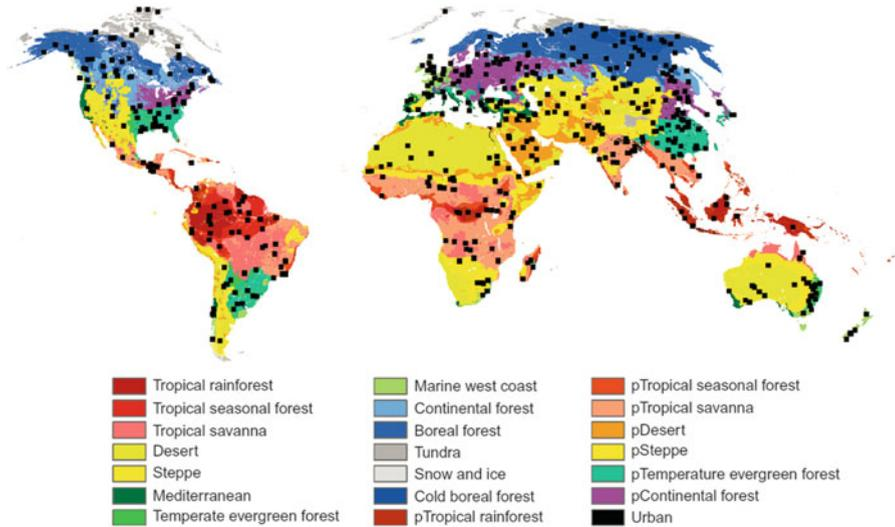 Tropical rainforest
Tropical seasonal forest
Tropical savanna
Desert
Steppe
Mediterranean
Temperate evergreen forest
Marine west coast
Continental forest
Boreal forest
Tundra
Snow and ice
Cold boreal forest
pTropical rainforest
pTropical seasonal forest
pTropical savanna
pDesert
pSteppe
pTemperature evergreen forest
pContinental forest
Urban